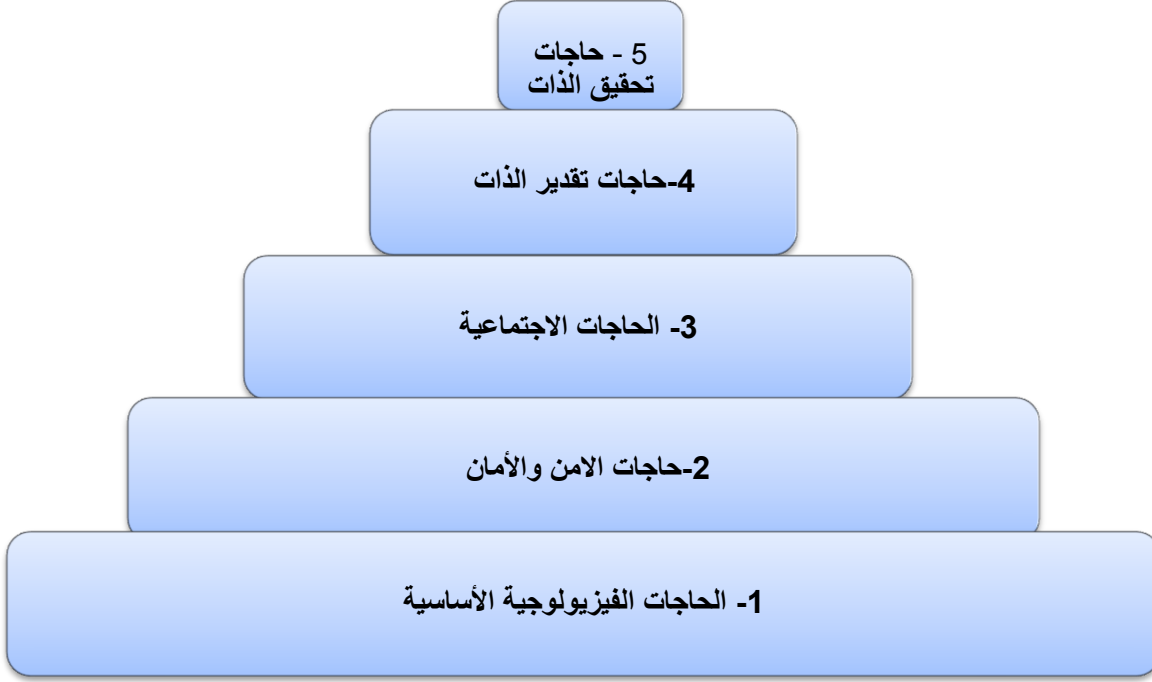 5 - حاجات
تحقيق الذات
4-حاجات تقدير الذات
3- الحاجات الاجتماعية
2-حاجات الامن والأمان
1- الحاجات الفيزيولوجية الأساسية